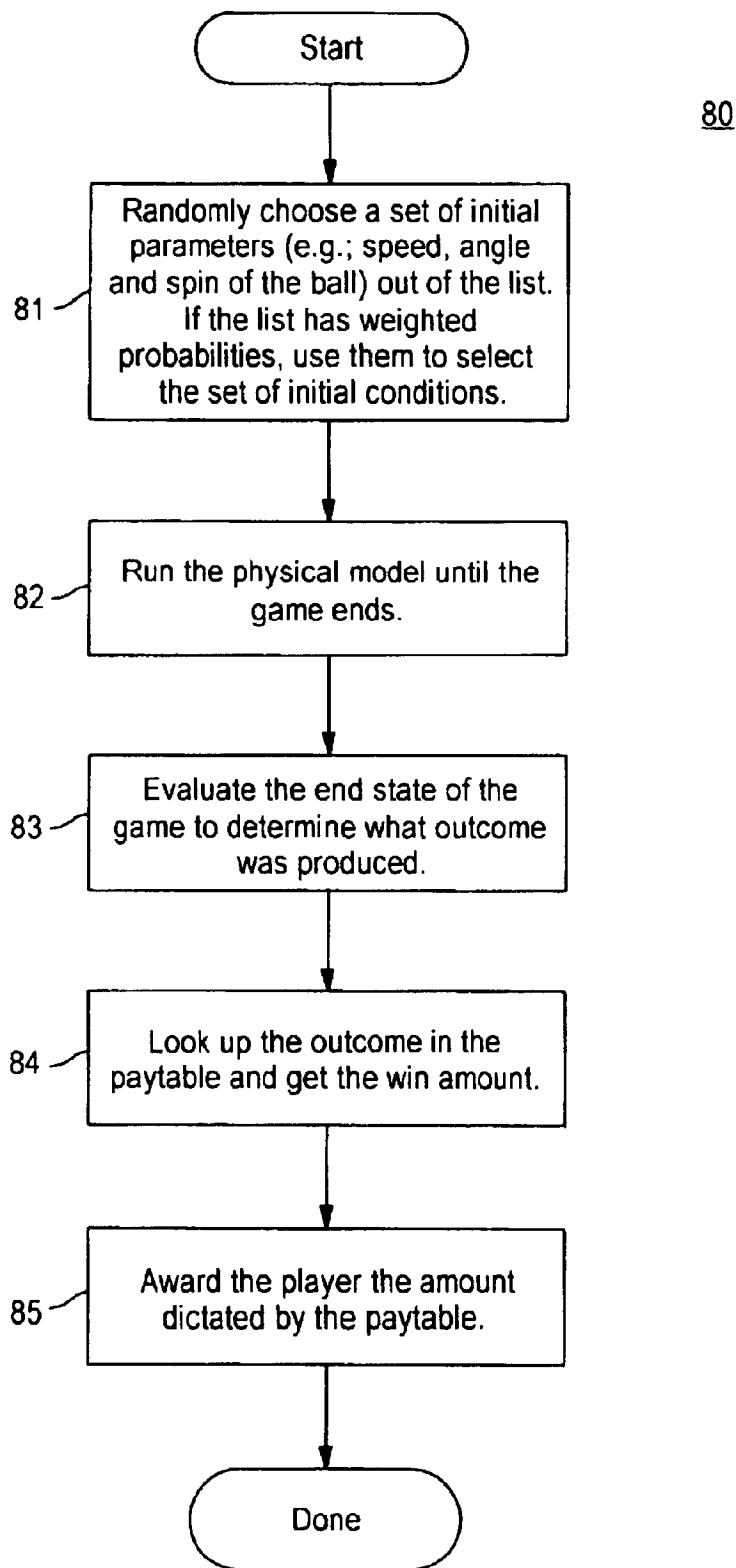 Start
80
Randomly choose a set of initial
parameters (e.g.; speed, angle
and spin of the ball) out of the list.
If the list has weighted
probabilities, use them to select
the set of initial conditions.
81
Run the physical model until the
game ends.
82
Evaluate the end state of the
game to determine what outcome
was produced.
83
Look up the outcome in the
paytable and get the win amount.
84
Award the player the amount
dictated by the paytable.
85
Done